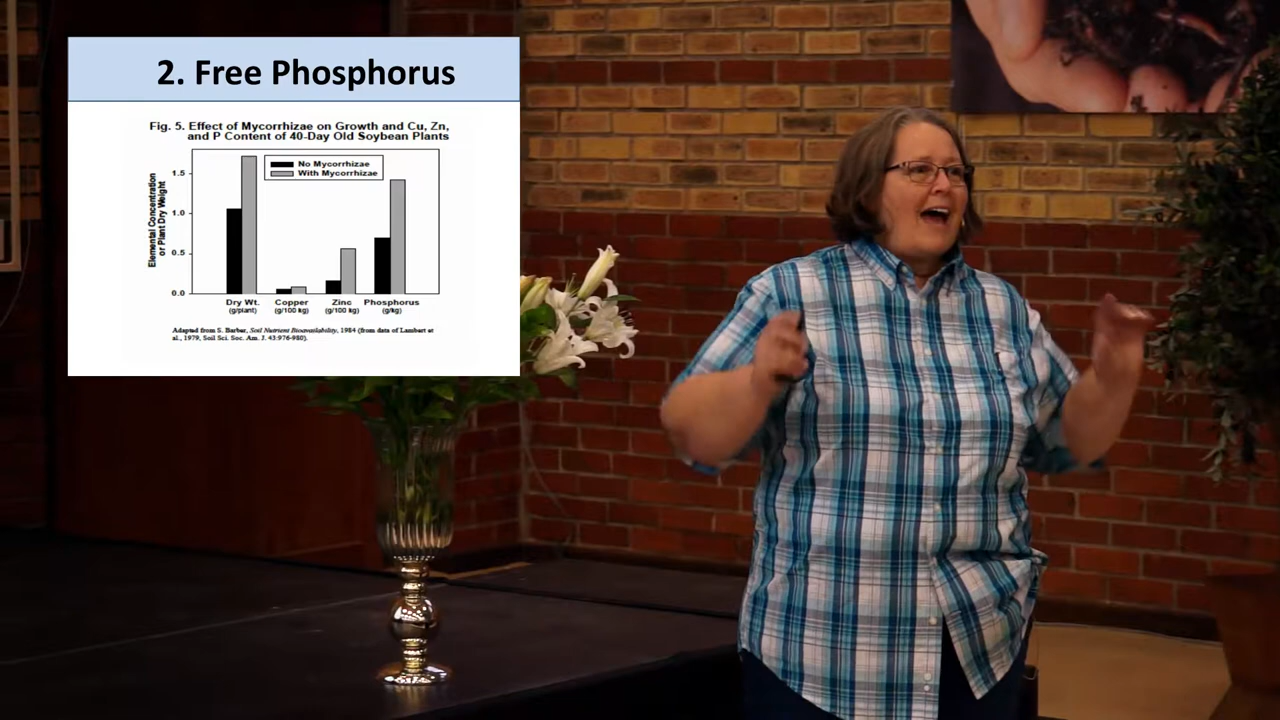 2. Free Phosphorus
Fig. 5. Effect of Mycorrhizae on Growth and Cu, Zn,
and P Content of 40-Day Old Soybean Plants
Elemental Concentration
or Plant Dry Weight
1.5
1.0
0.5
0.0
No Mycorrhizae
With Mycorrhizae
Dry Wt. Copper Zinc Phosphorus
(g/plant) (g/100 kg) (g/100 kg) (g/kg)
Adapted from S. Barber, Soil Nutrient Bioavailability, 1984 (from data of Lambert et
al., 1979, Soil Sci. Soc. Am. J. 43:976-980).